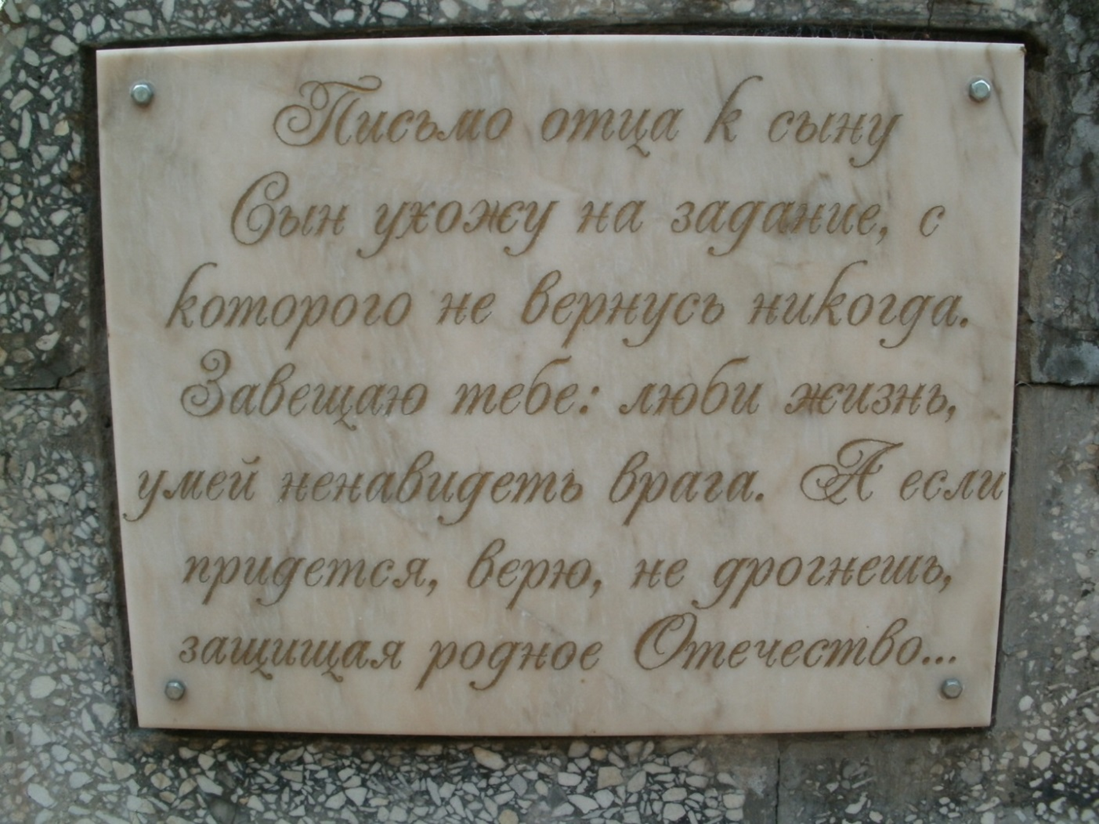 Письмо отца к сыну
Сын ухожу на задание, с
которого не вернусь никогда.
Завещаю тебе: люби жизнь,
умей ненавидеть врага. А если
придется, верю, не дрогнешь,
защищая родное Отечество...